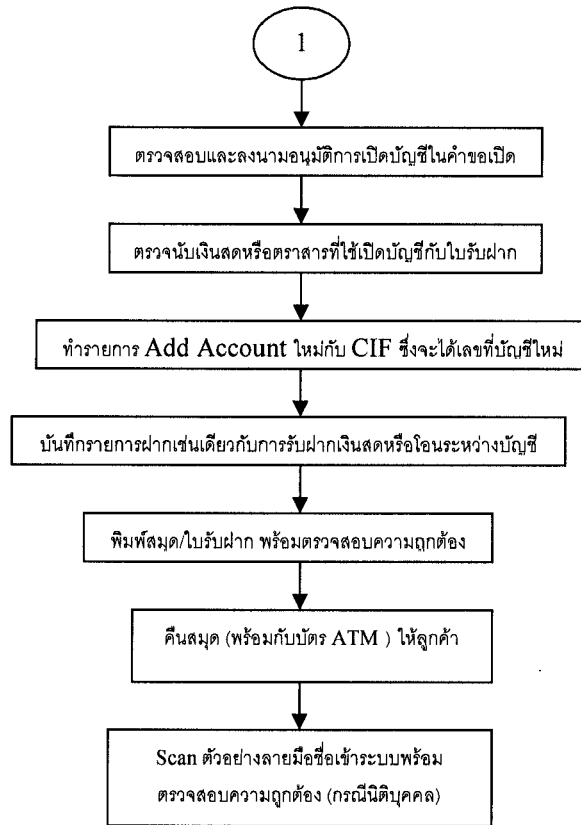 1
ตรวจสอบและลงนามอนุมัติการเปิดบัญชีในคำขอเปิด
ตรวจนับเงินสดหรือตราสารที่ใช้เปิดบัญชีกับใบรับฝาก
ทำรายการ Add Account ใหม่กับ CIF ซึ่งจะได้เลขที่บัญชีใหม่
บันทึกรายการฝากเช่นเดียวกับการรับฝากเงินสดหรือโอนระหว่างบัญชี
พิมพ์สมุด/ใบรับฝาก พร้อมตรวจสอบความถูกต้อง
คืนสมุด (พร้อมกับบัตร ATM ) ให้ลูกค้า
Scan ตัวอย่างลายมือชื่อเข้าระบบพร้อม
ตรวจสอบความถูกต้อง (กรณีนิติบุคคล)